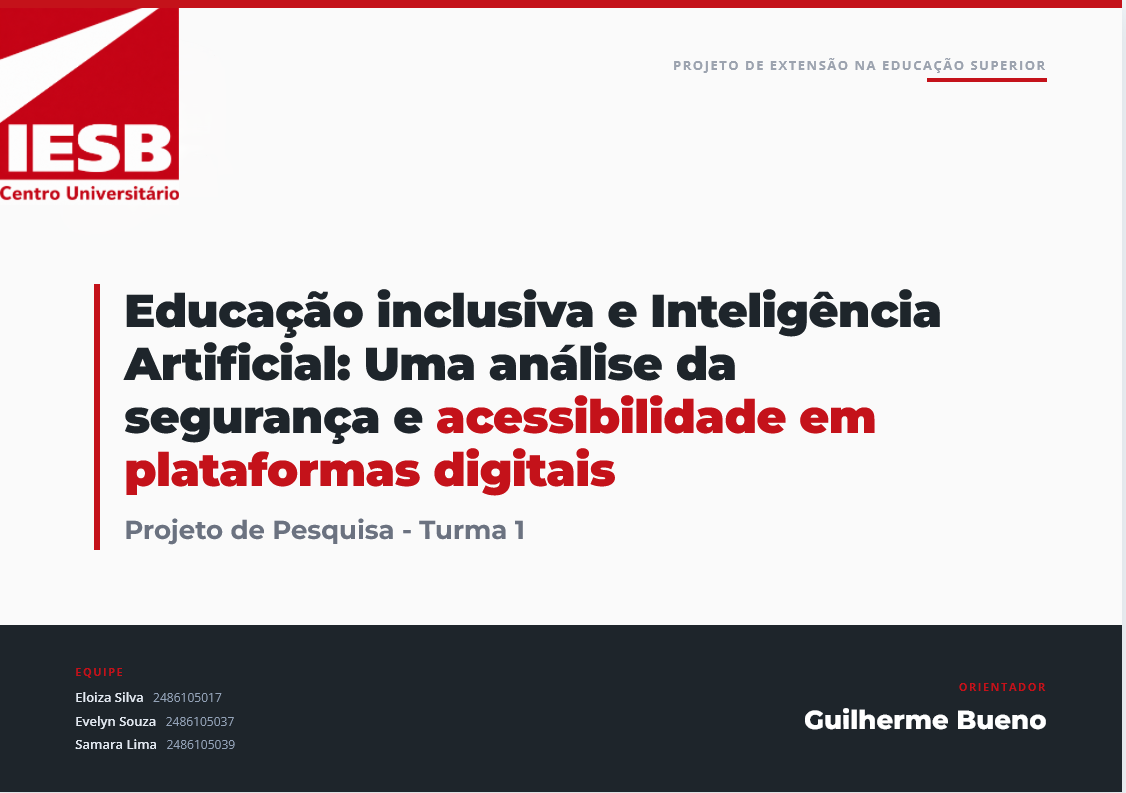 IESB
Centro Universitário
PROJETO DE EXTENSÃO NA EDUCAÇÃO SUPERIOR
Educação inclusiva e Inteligência
Artificial: Uma análise da
segurança e acessibilidade em
plataformas digitais
Projeto de Pesquisa - Turma 1
EQUIPE
Eloiza Silva 2486105017
Evelyn Souza 2486105037
Samara Lima 2486105039
ORIENTADOR
Guilherme Bueno